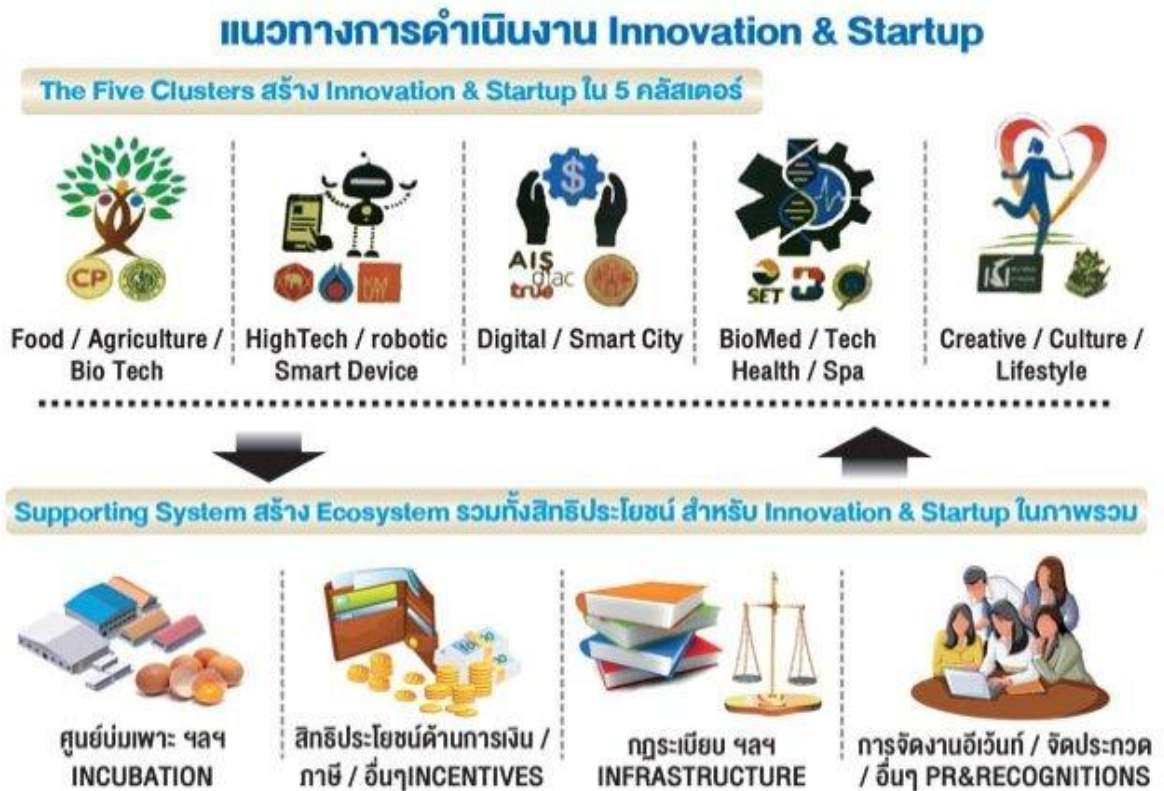 แนวทางการดำเนินงาน Innovation & Startup
The Five Clusters สร้าง Innovation & Startup ใน 5 คลัสเตอร์
CP
AIS
dtac
true
SET
Food / Agriculture /
Bio Tech
HighTech / robotic
Smart Device
Digital / Smart City
BioMed / Tech
Health / Spa
Creative / Culture /
Lifestyle
Supporting System สร้าง Ecosystem รวมทั้งสิทธิประโยชน์ สำหรับ Innovation & Startup ในภาพรวม
ศูนย์บ่มเพาะ ฯลฯ
INCUBATION
สิทธิประโยชน์ด้านการเงิน /
ภาษี / อื่นๆINCENTIVES
กฎระเบียบ ฯลฯ
INFRASTRUCTURE
การจัดงานอีเว้นท์ / จัดประกวด
/ อื่นๆ PR&RECOGNITIONS